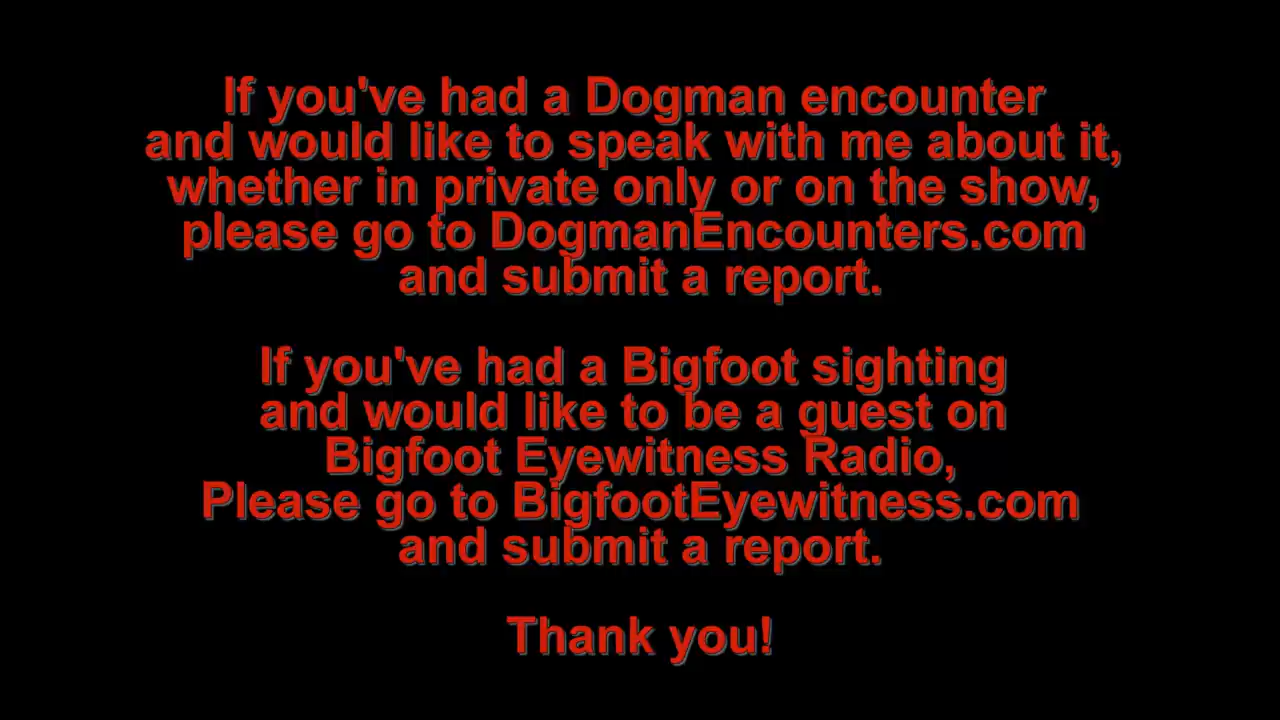 If you've had a Dogman encounter
and would like to speak with me about it,
whether in private only or on the show,
please go to DogmanEncounters.com
and submit a report.
If you've had a Bigfoot sighting
and would like to be a guest on
Bigfoot Eyewitness Radio,
Please go to BigfootEyewitness.com
and submit a report.
Thank you!